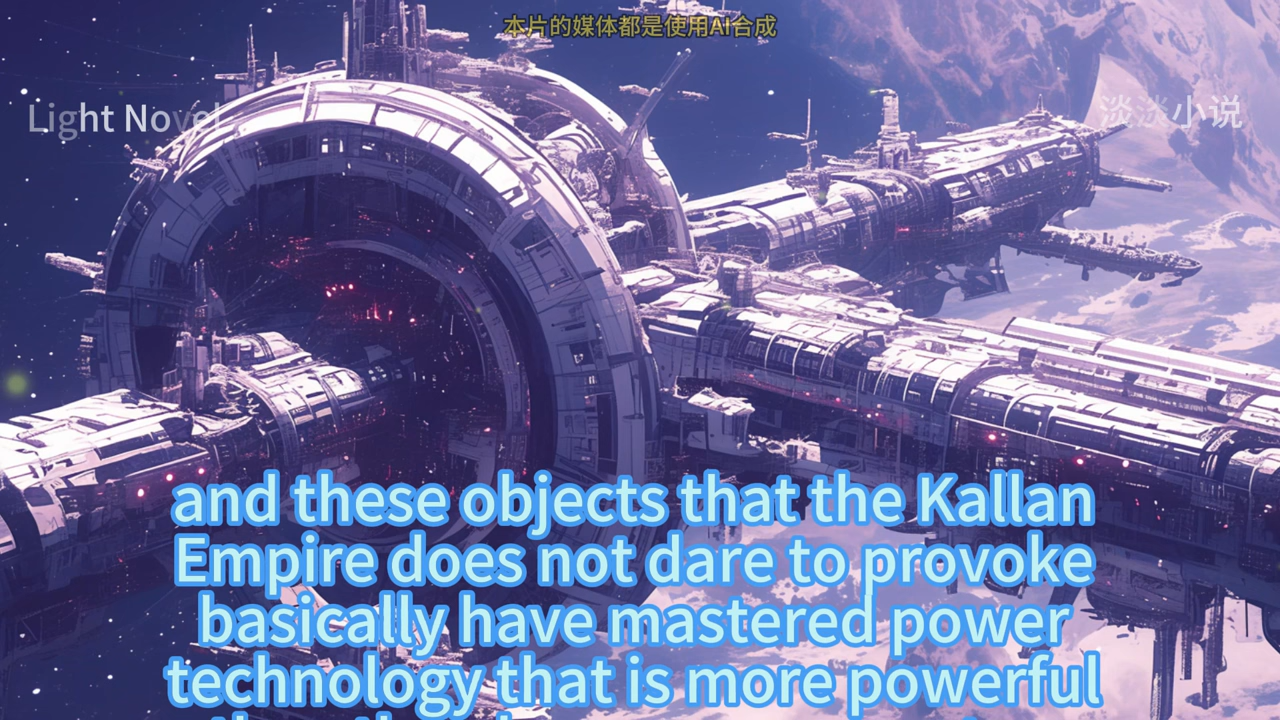 本片的媒体都是使用AI合成
Light Novel
淡淡小说
and these objects that the Kallan
Empire does not dare to provoke
basically have mastered power
technology that is more powerful